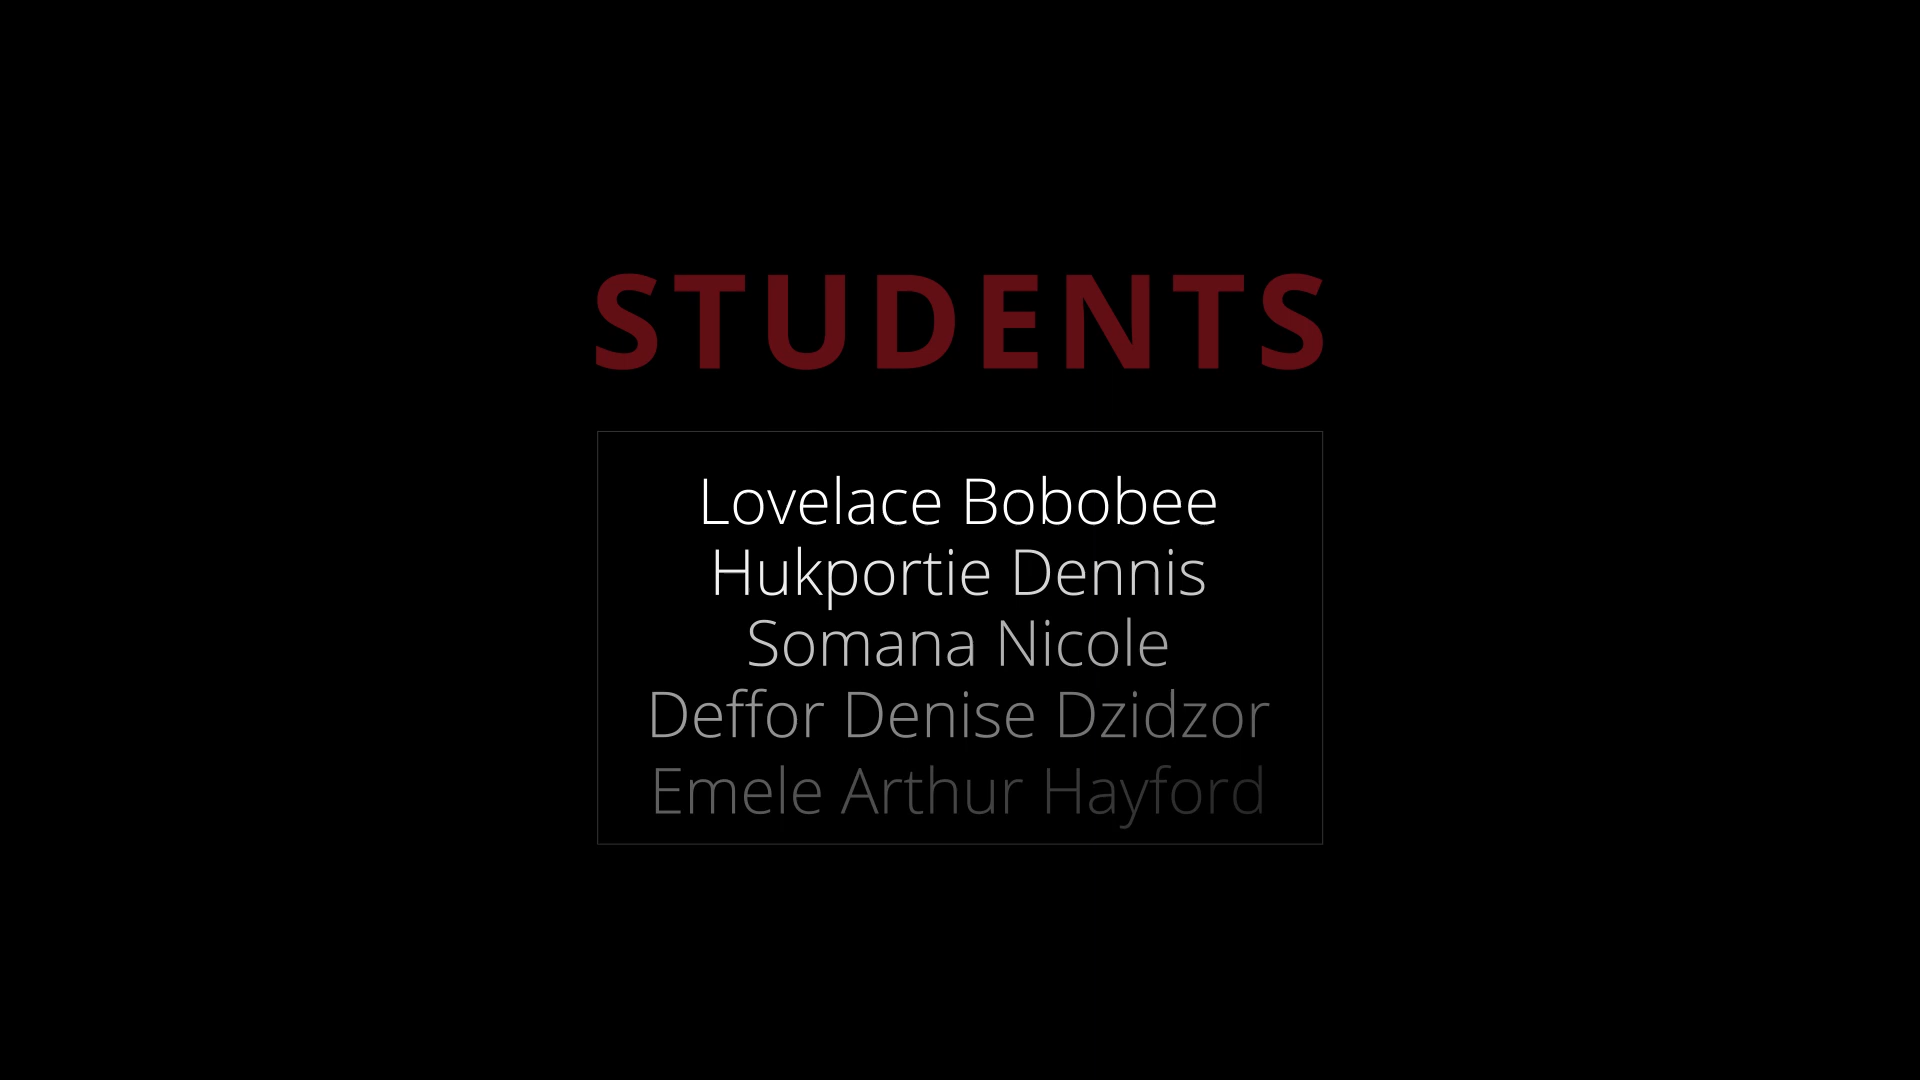 STUDENTS
Lovelace Bobobee
Hukportie Dennis
Somana Nicole
Deffor Denise Dzidzor
Emele Arthur Hayford